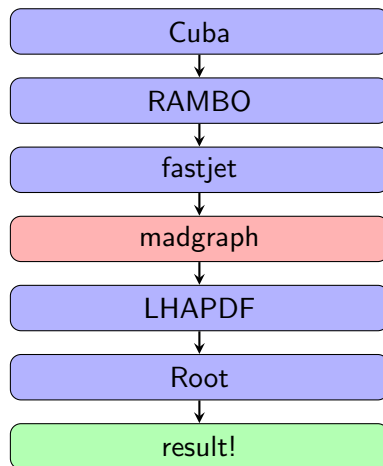 Cuba
RAMBO
fastjet
madgraph
LHAPDF
Root
result!